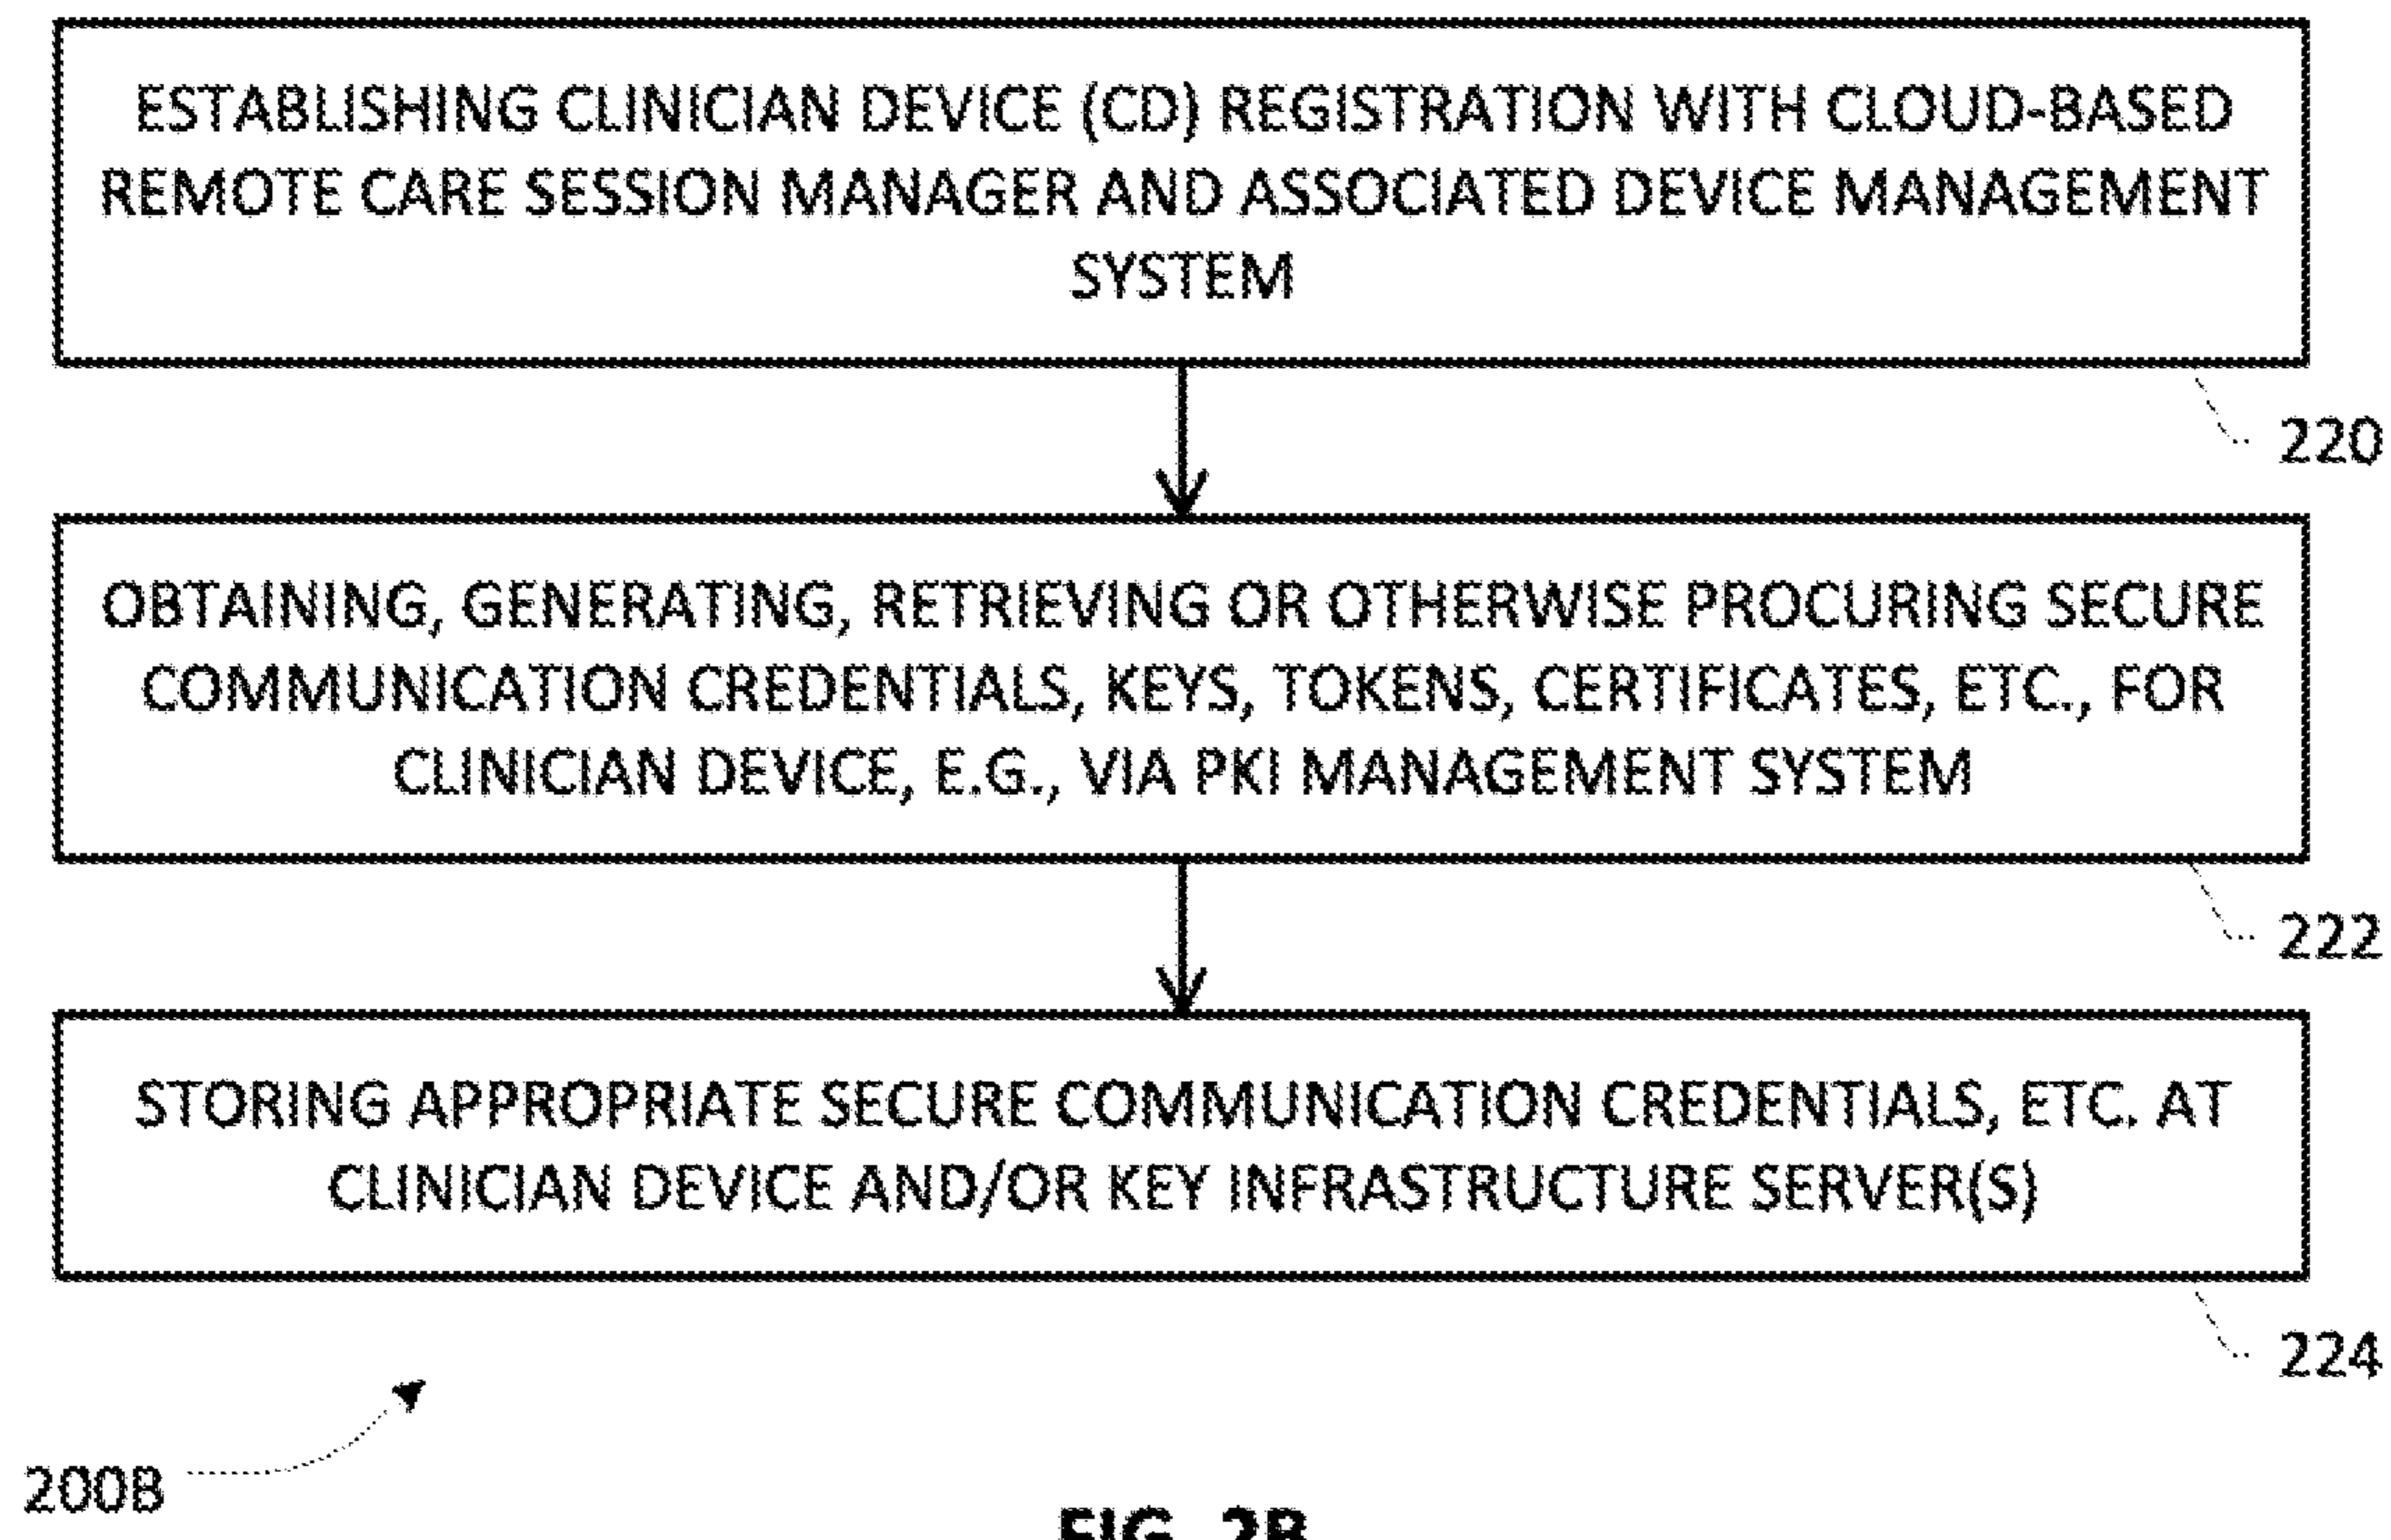 ESTABLISHING CLINICIAN DEVICE (CD) REGISTRATION WITH CLOUD-BASED
REMOTE CARE SESSION MANAGER AND ASSOCIATED DEVICE MANAGEMENT
SYSTEM
220
OBTAINING, GENERATING, RETRIEVING OR OTHERWISE PROCURING SECURE
COMMUNICATION CREDENTIALS, KEYS, TOKENS, CERTIFICATES, ETC., FOR
CLINICIAN DEVICE, E.G., VIA PKI MANAGEMENT SYSTEM
222
STORING APPROPRIATE SECURE COMMUNICATION CREDENTIALS, ETC. AT
CLINICIAN DEVICE AND/OR KEY INFRASTRUCTURE SERVER(S)
224
200B
FIG. 2B